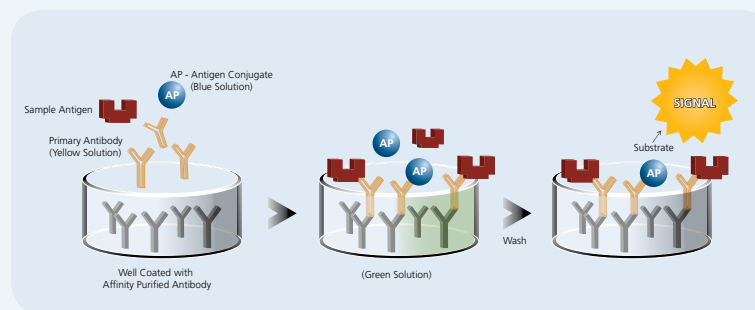 AP - Antigen Conjugate
(Blue Solution)
AP
Sample Antigen
Primary Antibody
(Yellow Solution)
Well Coated with
Affinity Purified Antibody
AP
AP
(Green Solution)
Wash
SIGNAL
Substrate
AP